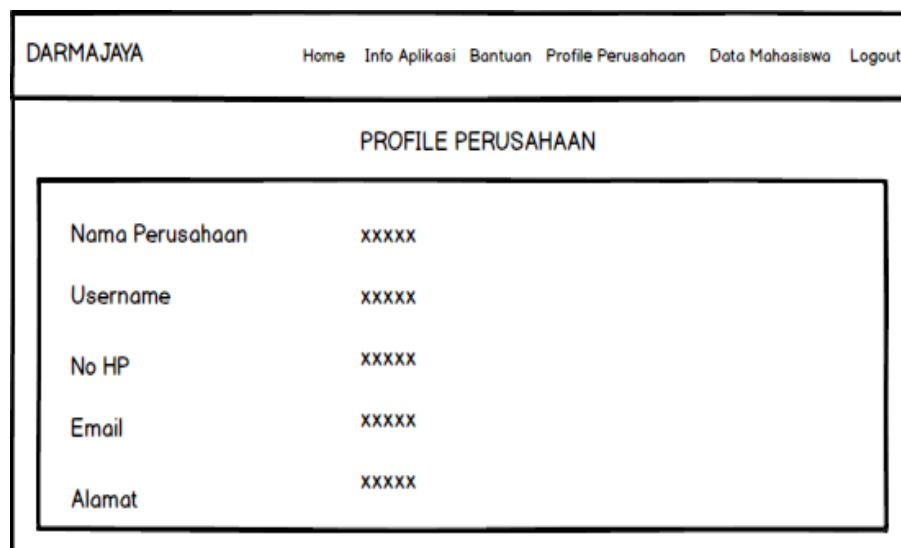 DARMAJAYA Home Info Aplikasi Bantuan Profile Perusahaan Data Mahasiswa Logout
PROFILE PERUSAHAAN
Nama Perusahaan xxxxx
Username xxxxx
No HP xxxxx
Email xxxxx
Alamat xxxxx